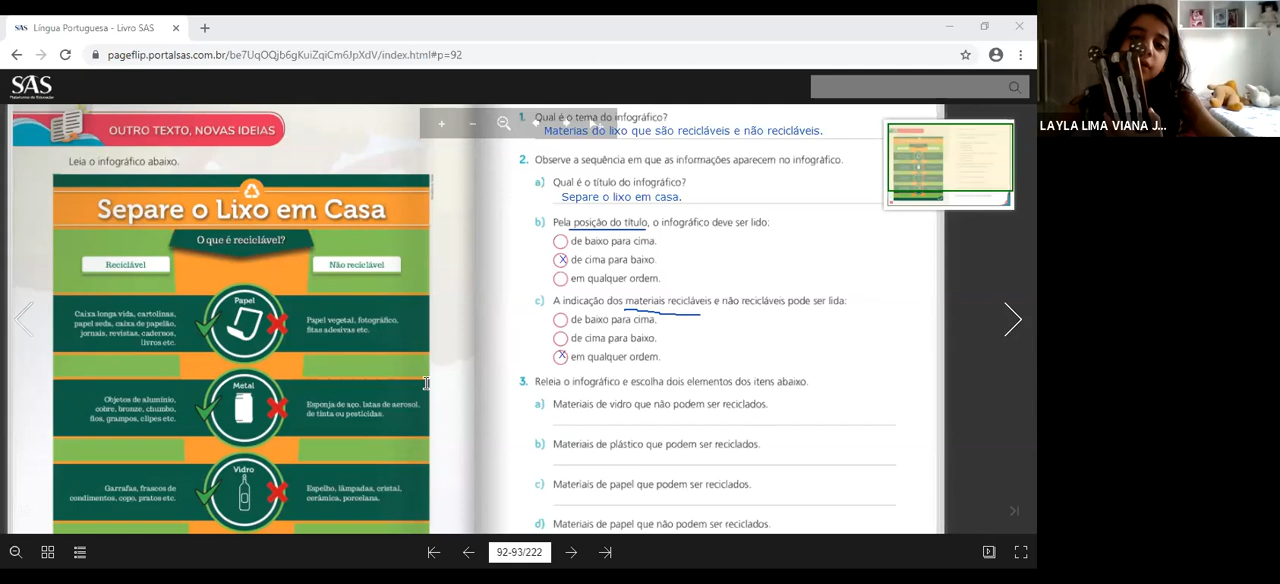 Língua Portuguesa - Livro SAS
pageflip.portalsas.com.br/be7UqOQjb6gKuiZqiCm6JpXdV/index.html#p=92
SAS
OUTRO TEXTO, NOVAS IDEIAS
Leia o infográfico abaixo.
Separe o Lixo em Casa
O que é reciclável?
Reciclável
Não reciclável
Papel
Caixa longa vida, cartolinas,
papel seda, caixa de papelão,
jornais, revistas, cadernos,
livros etc.
Papel vegetal, fotográfico,
fitas adesivas etc.
Metal
Objetos de alumínio,
cobre, bronze, chumbo,
fios, grampos, clipes etc.
Esponja de aço, latas de aerosol,
de tinta ou pesticidas.
Vidro
Garrafas, frascos de
condimentos, copo, pratos etc.
Espelho, lâmpadas, cristal,
cerâmica, porcelana.
1. Qual é o tema do infográfico?
Materias do lixo que são recicláveis e não recicláveis.
2. Observe a sequência em que as informações aparecem no infográfico.
a) Qual é o título do infográfico?
Separe o lixo em casa.
b) Pela posição do título, o infográfico deve ser lido:
de baixo para cima.
X de cima para baixo.
em qualquer ordem.
c) A indicação dos materiais recicláveis e não recicláveis pode ser lida:
de baixo para cima.
de cima para baixo.
X em qualquer ordem.
3. Releia o infográfico e escolha dois elementos dos itens abaixo.
a) Materiais de vidro que não podem ser reciclados.
b) Materiais de plástico que podem ser reciclados.
c) Materiais de papel que podem ser reciclados.
d) Materiais de papel que não podem ser reciclados.
92-93/222
LAYLA LIMA VIANA J...